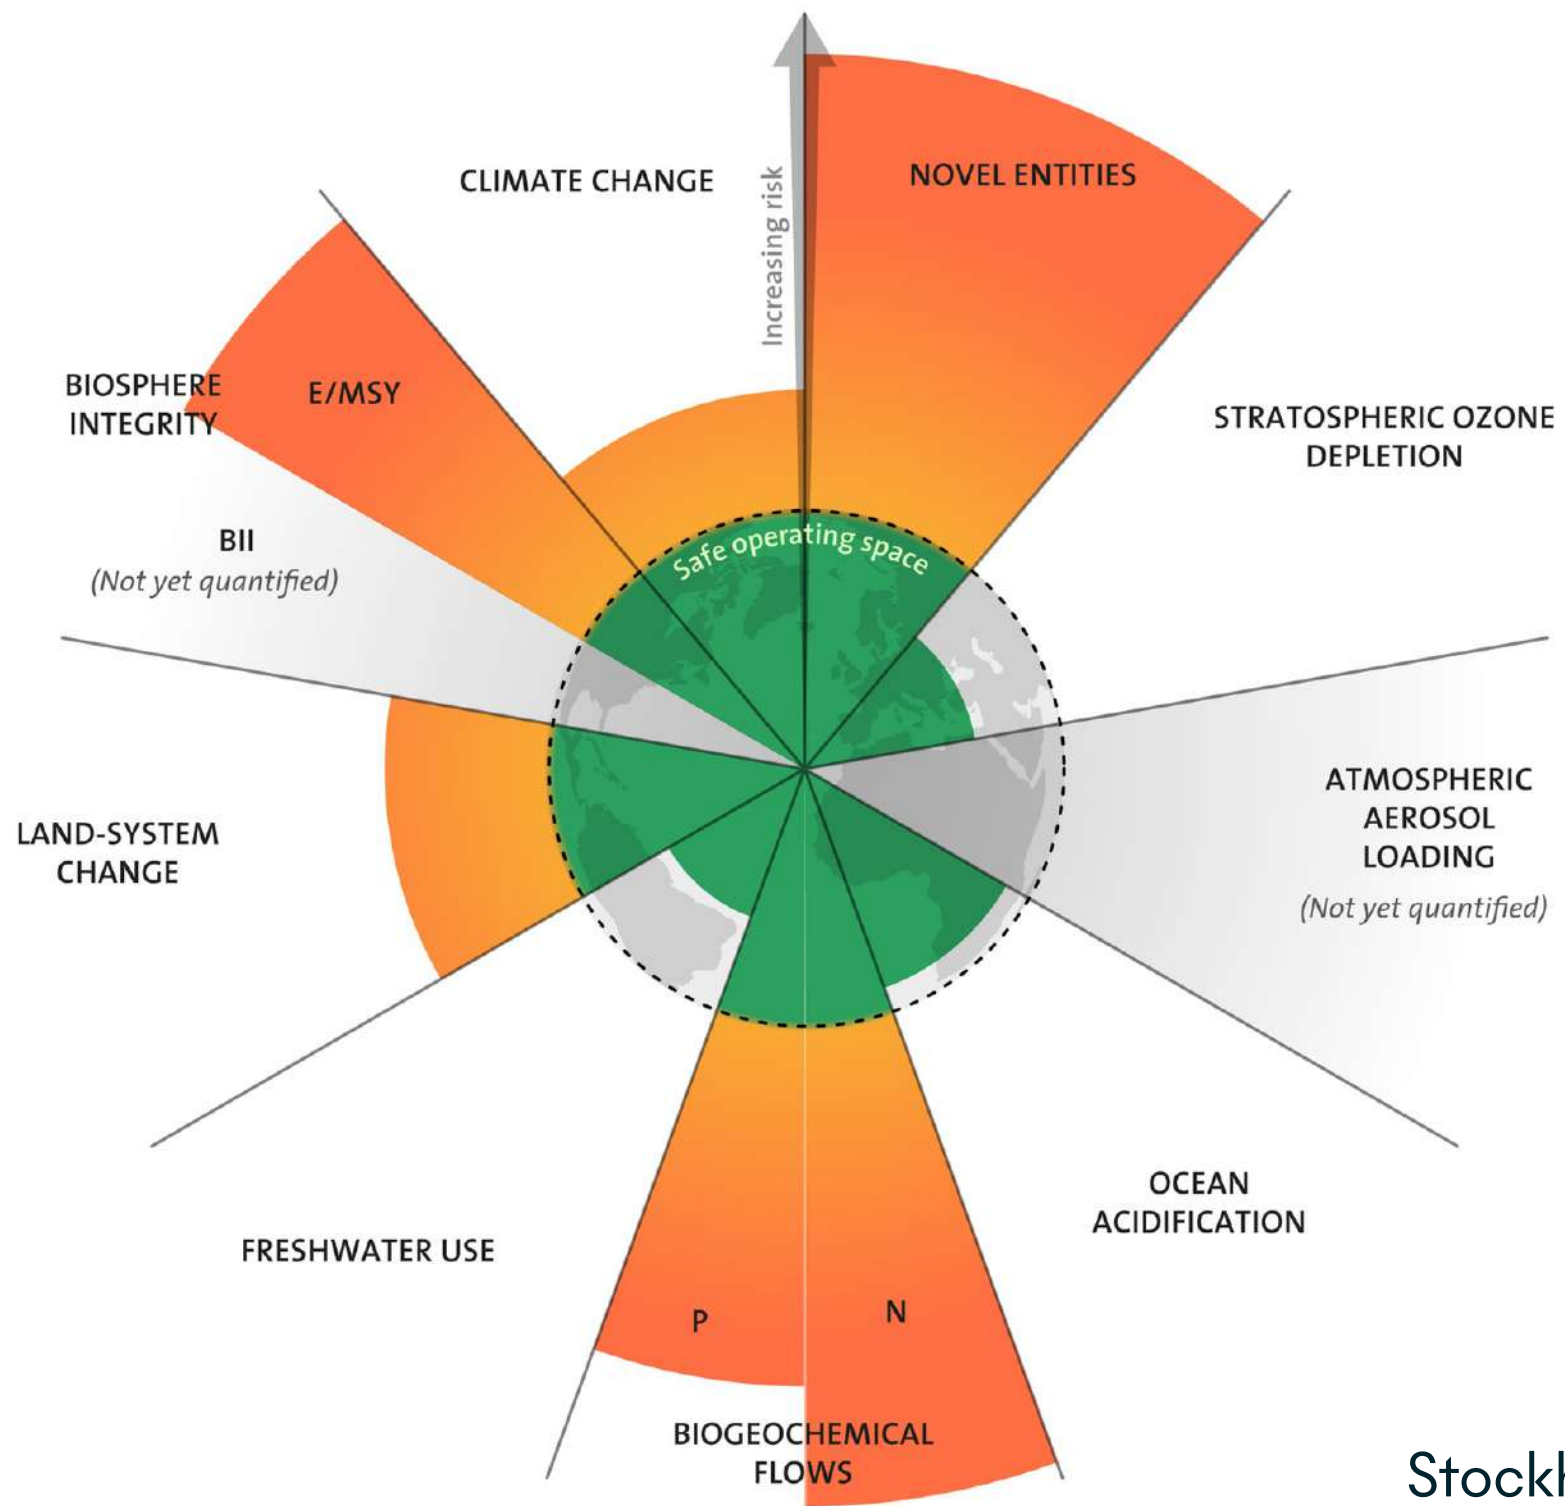 CLIMATE CHANGE
NOVEL ENTITIES
Increasing risk
BIOSPHERE
INTEGRITY
E/MSY
STRATOSPHERIC OZONE
DEPLETION
BII
(Not yet quantified)
Safe operating space
ATMOSPHERIC
AEROSOL
LOADING
(Not yet quantified)
LAND-SYSTEM
CHANGE
OCEAN
ACIDIFICATION
FRESHWATER USE
P
N
BIOGEOCHEMICAL
FLOWS